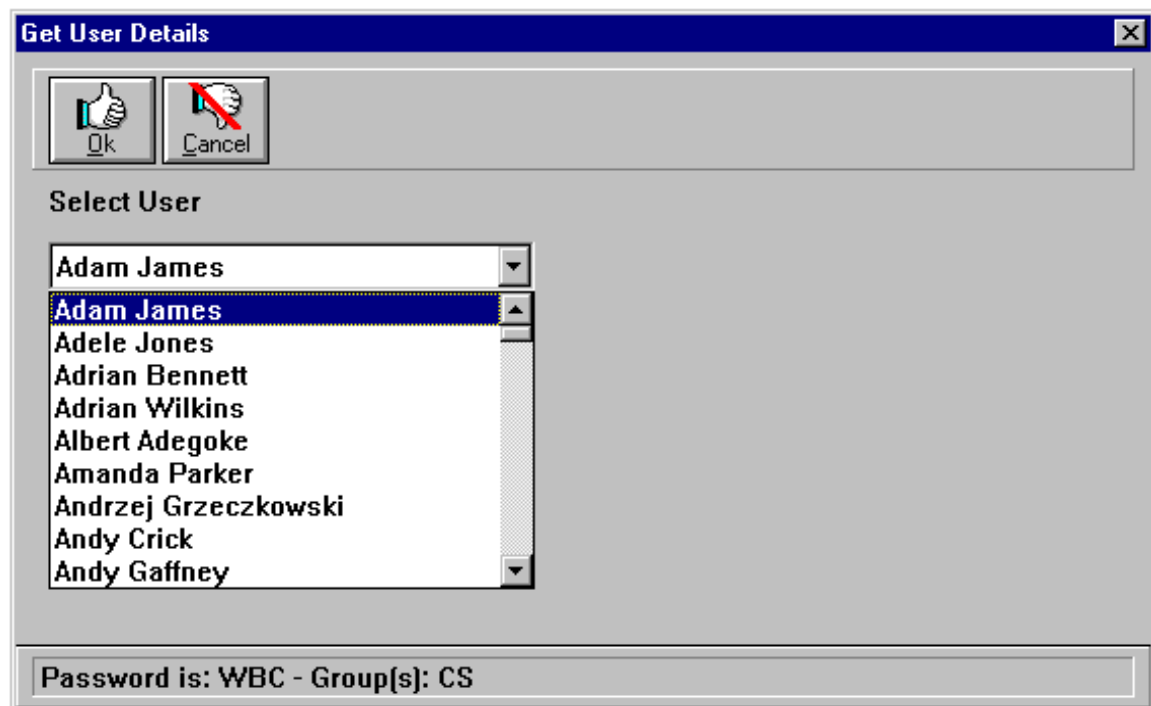 Get User Details
Ok Cancel
Select User
Adam James
Adam James
Adele Jones
Adrian Bennett
Adrian Wilkins
Albert Adegoke
Amanda Parker
Andrzej Grzeczkowski
Andy Crick
Andy Gaffney
Password is: WBC - Group(s): CS